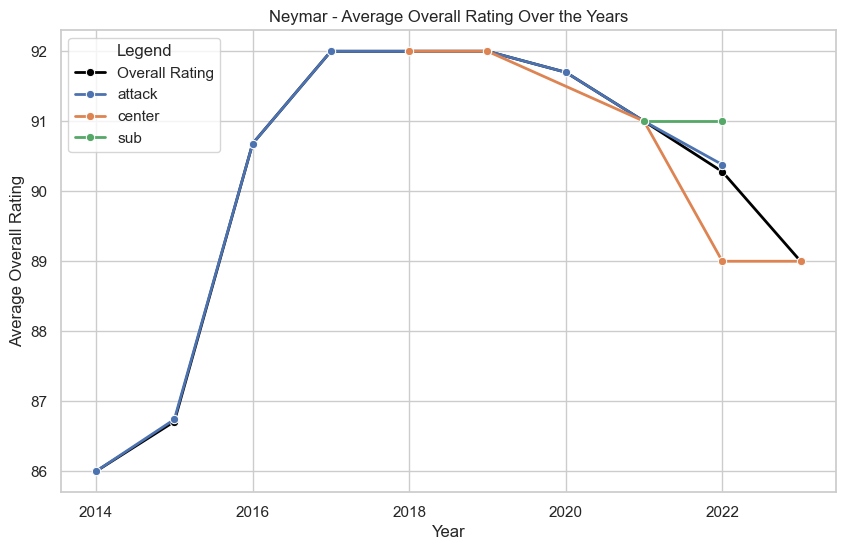 Neymar - Average Overall Rating Over the Years
Legend
Overall Rating
attack
center
sub
Average Overall Rating
92
91
90
89
88
87
86
2014
2016
2018
2020
2022
Year